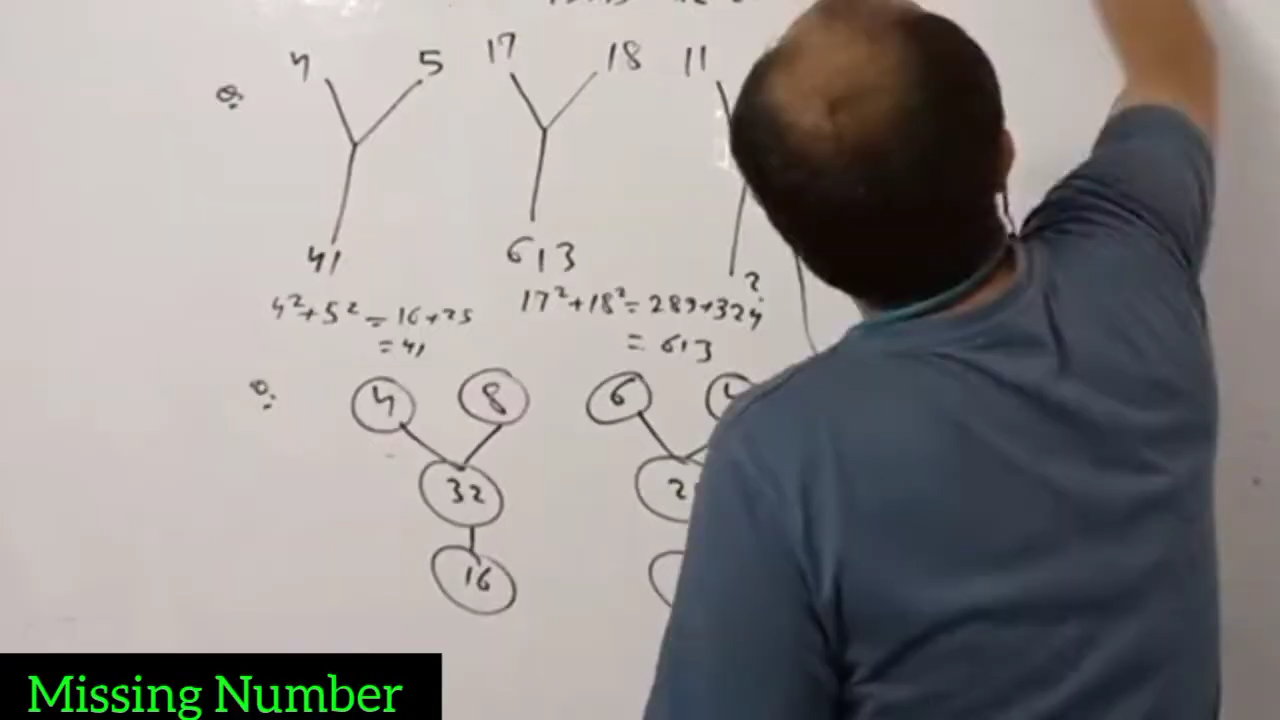 4 5 17 18 11
Q:
41 613 ?
4²+5² = 16+25 17²+18² = 289+324
= 41 = 613
Q: 4 8 6
32
16
Missing Number